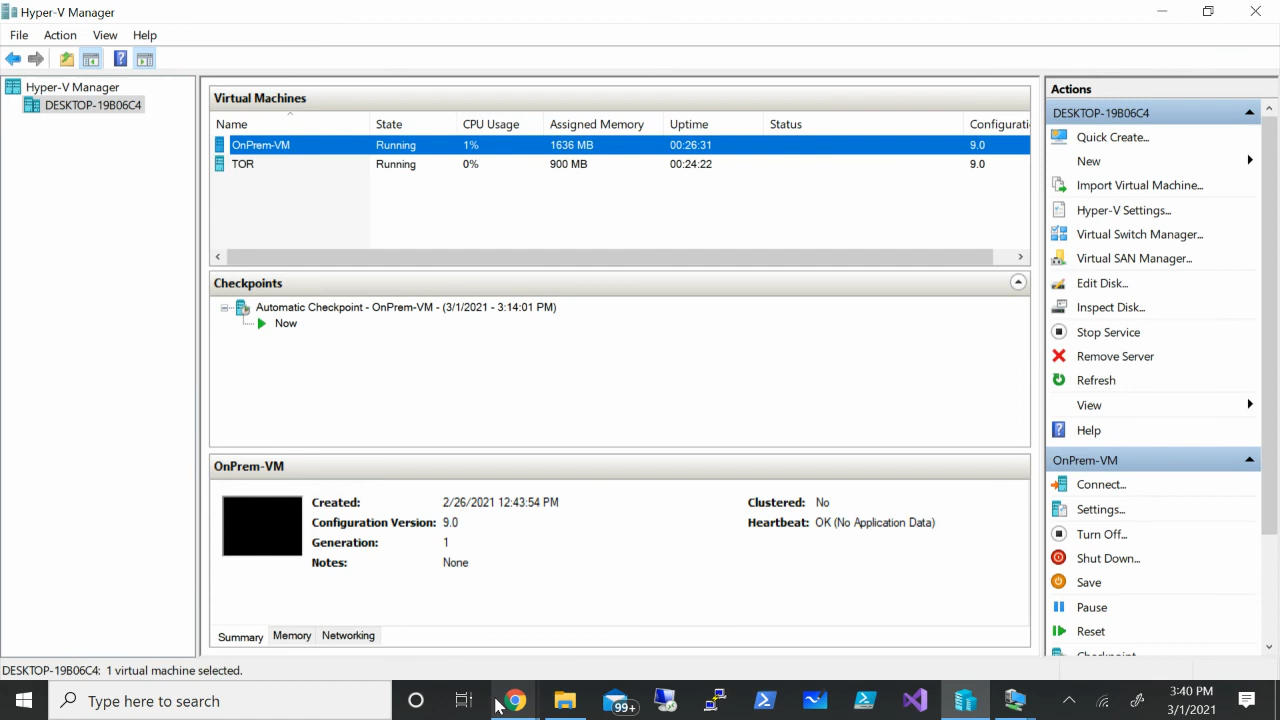 Hyper-V Manager
File Action View Help
Hyper-V Manager
DESKTOP-19B06C4
Virtual Machines
Name State CPU Usage Assigned Memory Uptime Status Configurati
OnPrem-VM Running 1% 1636 MB 00:26:31 9.0
TOR Running 0% 900 MB 00:24:22 9.0
Checkpoints
Automatic Checkpoint - OnPrem-VM - (3/1/2021 - 3:14:01 PM)
Now
OnPrem-VM
Created: 2/26/2021 12:43:54 PM Clustered: No
Configuration Version: 9.0 Heartbeat: OK (No Application Data)
Generation: 1
Notes: None
Summary Memory Networking
Actions
DESKTOP-19B06C4
Quick Create...
New
Import Virtual Machine...
Hyper-V Settings...
Virtual Switch Manager...
Virtual SAN Manager...
Edit Disk...
Inspect Disk...
Stop Service
Remove Server
Refresh
View
Help
OnPrem-VM
Connect...
Settings...
Turn Off...
Shut Down...
Save
Pause
Reset
Checkpoint
DESKTOP-19B06C4: 1 virtual machine selected.
Type here to search
99+
3:40 PM
3/1/2021